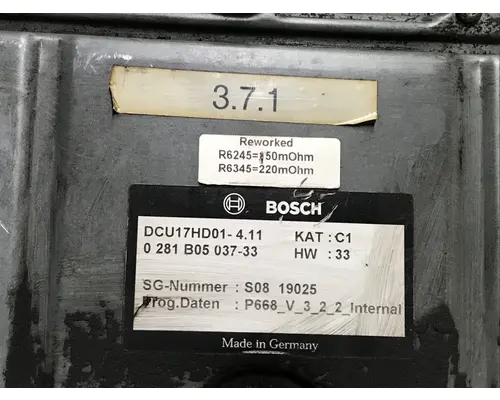 3.7.1
Reworked
R6245=150mOhm
R6345=220mOhm
BOSCH
DCU17HD01- 4.11 KAT : C1
0 281 B05 037-33 HW : 33
SG-Nummer : S08 19025
Prog.Daten : P668_V_3_2_2_Internal
Made in Germany